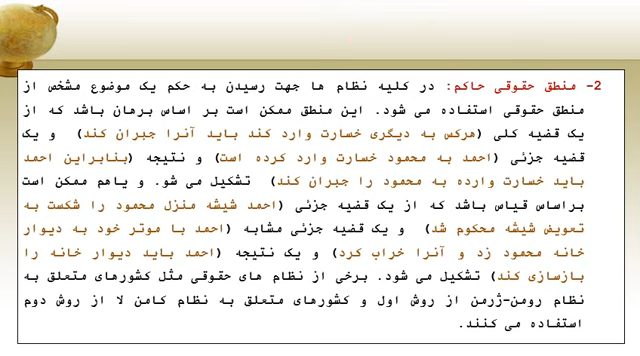 2- منطق حقوقی حاکم: در کلیه نظام ها جهت رسیدن به حکم یک موضوع مشخص از
منطق حقوقی استفاده می شود. این منطق ممکن است بر اساس برهان باشد که از
یک قضیه کلی (هرکس به دیگری خسارت وارد کند باید آنرا جبران کند) و یک
قضیه جزئی (احمد به محمود خسارت وارد کرده است) و نتیجه (بنابراین احمد
باید خسارت وارده به محمود را جبران کند) تشکیل می شو. و یاهم ممکن است
براساس قیاس باشد که از یک قضیه جزئی (احمد شیشه منزل محمود را شکست به
تعویض شیشه محکوم شد) و یک قضیه جزئی مشابه (احمد با موتر خود به دیوار
خانه محمود زد و آنرا خراب کرد) و یک نتیجه (احمد باید دیوار خانه را
بازسازی کند) تشکیل می شود. برخی از نظام های حقوقی مثل کشورهای متعلق به
نظام رومن-ژرمن از روش اول و کشورهای متعلق به نظام کامن لا از روش دوم
استفاده می کنند.